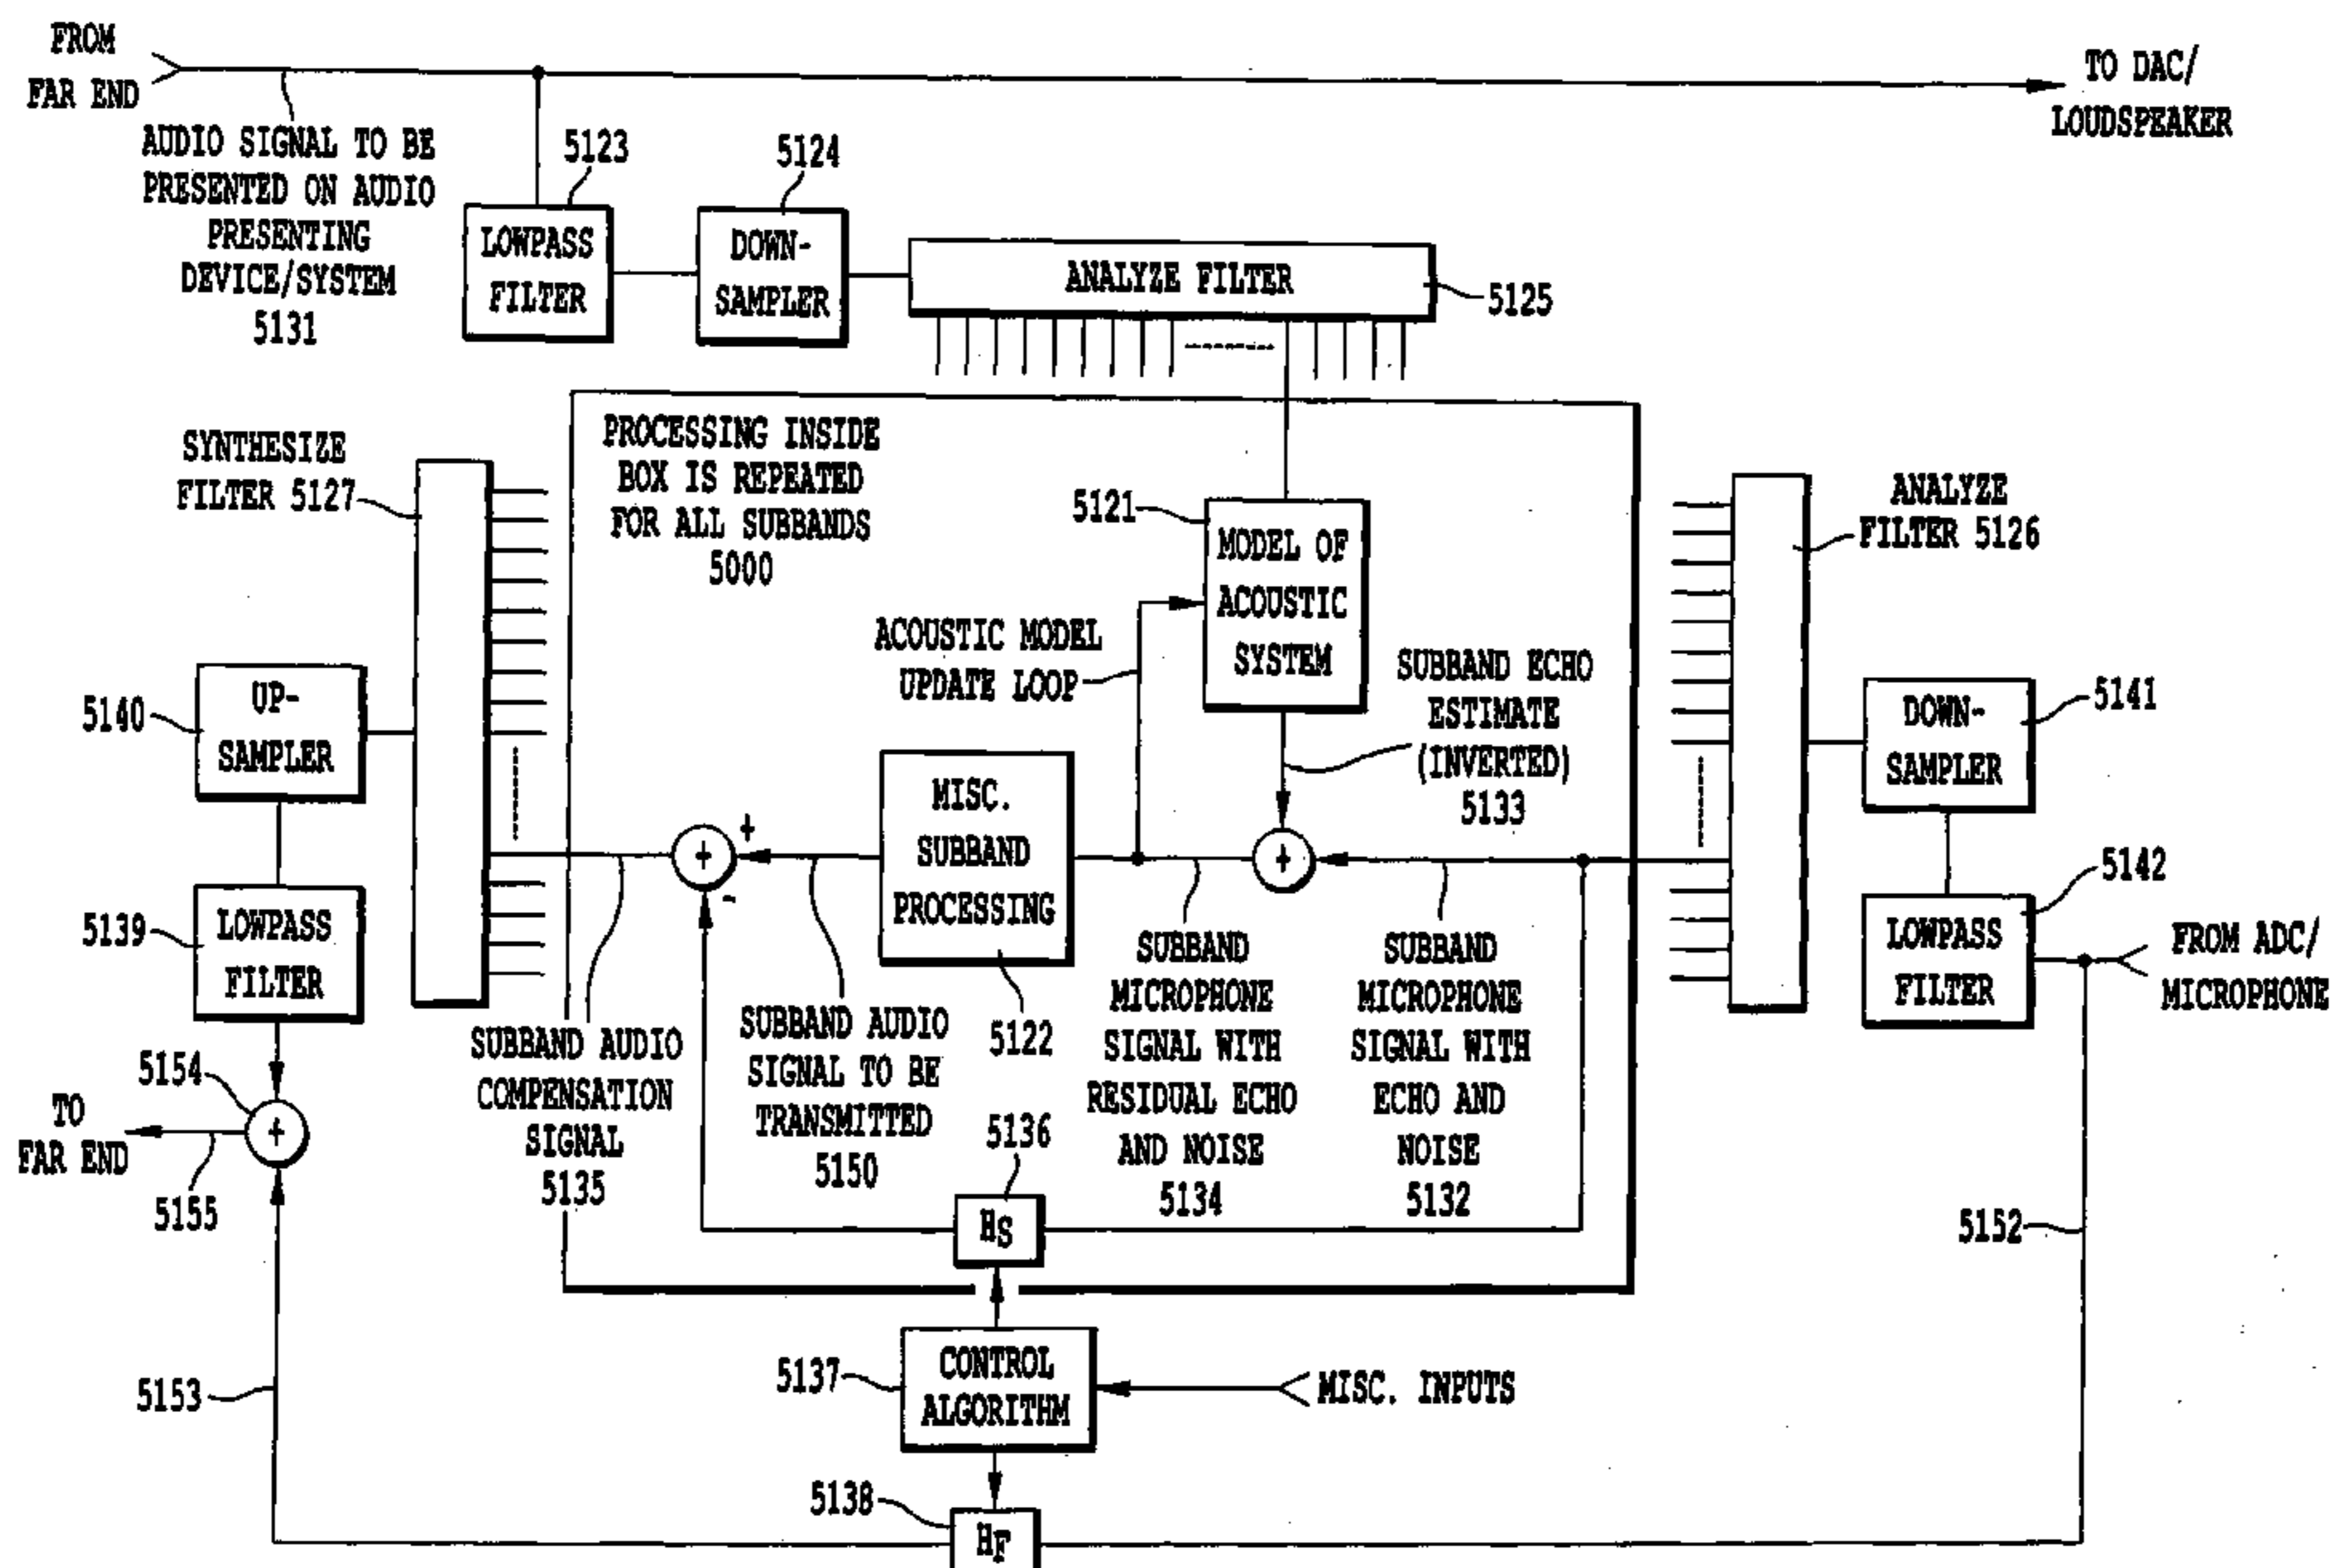 FROM
FAR END
TO DAC/
LOUDSPEAKER
AUDIO SIGNAL TO BE
PRESENTED ON AUDIO
PRESENTING
DEVICE/SYSTEM
5131
5123
LOWPASS
FILTER
5124
DOWN-
SAMPLER
ANALYZE FILTER
5125
PROCESSING INSIDE
BOX IS REPEATED
FOR ALL SUBBANDS
5000
SYNTHESIZE
FILTER 5127
5121
MODEL OF
ACOUSTIC
SYSTEM
ANALYZE
FILTER 5126
ACOUSTIC MODEL
UPDATE LOOP
SUBBAND ECHO
ESTIMATE
(INVERTED)
5133
5140
UP-
SAMPLER
DOWN-
SAMPLER
5141
MISC.
SUBBAND
PROCESSING
5122
+
-
+
+
5139
LOWPASS
FILTER
5142
LOWPASS
FILTER
FROM ADC/
MICROPHONE
SUBBAND AUDIO
COMPENSATION
SIGNAL
5135
SUBBAND AUDIO
SIGNAL TO BE
TRANSMITTED
5150
SUBBAND
MICROPHONE
SIGNAL WITH
RESIDUAL ECHO
AND NOISE
5134
SUBBAND
MICROPHONE
SIGNAL WITH
ECHO AND
NOISE
5132
5154
+
TO
FAR END
5155
5136
HS
5152
5153
5137
CONTROL
ALGORITHM
MISC. INPUTS
5138
HF